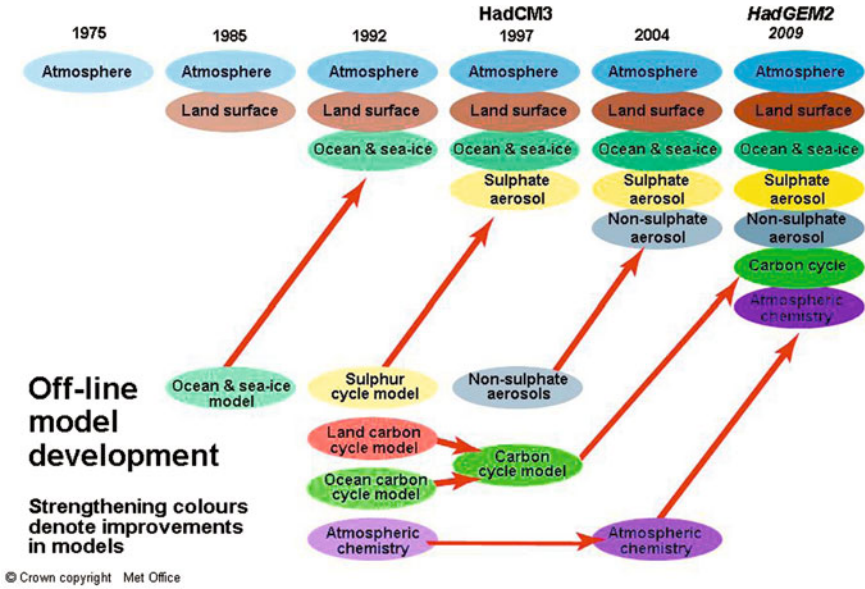 HadCM3 HadGEM2
1975 1985 1992 1997 2004 2009
Atmosphere Atmosphere Atmosphere Atmosphere Atmosphere Atmosphere
Land surface Land surface Land surface Land surface Land surface
Ocean & sea-ice Ocean & sea-ice Ocean & sea-ice Ocean & sea-ice
Sulphate
aerosol
Sulphate
aerosol
Sulphate
aerosol
Non-sulphate
aerosol
Non-sulphate
aerosol
Carbon cycle
Atmospheric
chemistry
Off-line
model
development
Ocean & sea-ice
model
Sulphur
cycle model
Non-sulphate
aerosols
Land carbon
cycle model
Carbon
cycle model
Ocean carbon
cycle model
Strengthening colours
denote improvements
in models
Atmospheric
chemistry
Atmospheric
chemistry
© Crown copyright Met Office